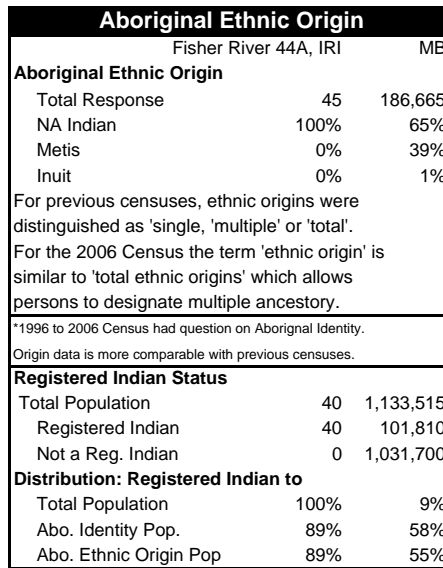 Aboriginal Ethnic Origin
Fisher River 44A, IRI MB
Aboriginal Ethnic Origin
Total Response 45 186,665
NA Indian 100% 65%
Metis 0% 39%
Inuit 0% 1%
For previous censuses, ethnic origins were
distinguished as 'single, 'multiple' or 'total'.
For the 2006 Census the term 'ethnic origin' is
similar to 'total ethnic origins' which allows
persons to designate multiple ancestory.
*1996 to 2006 Census had question on Aborignal Identity.
Origin data is more comparable with previous censuses.
Registered Indian Status
Total Population 40 1,133,515
Registered Indian 40 101,810
Not a Reg. Indian 0 1,031,700
Distribution: Registered Indian to
Total Population 100% 9%
Abo. Identity Pop. 89% 58%
Abo. Ethnic Origin Pop 89% 55%